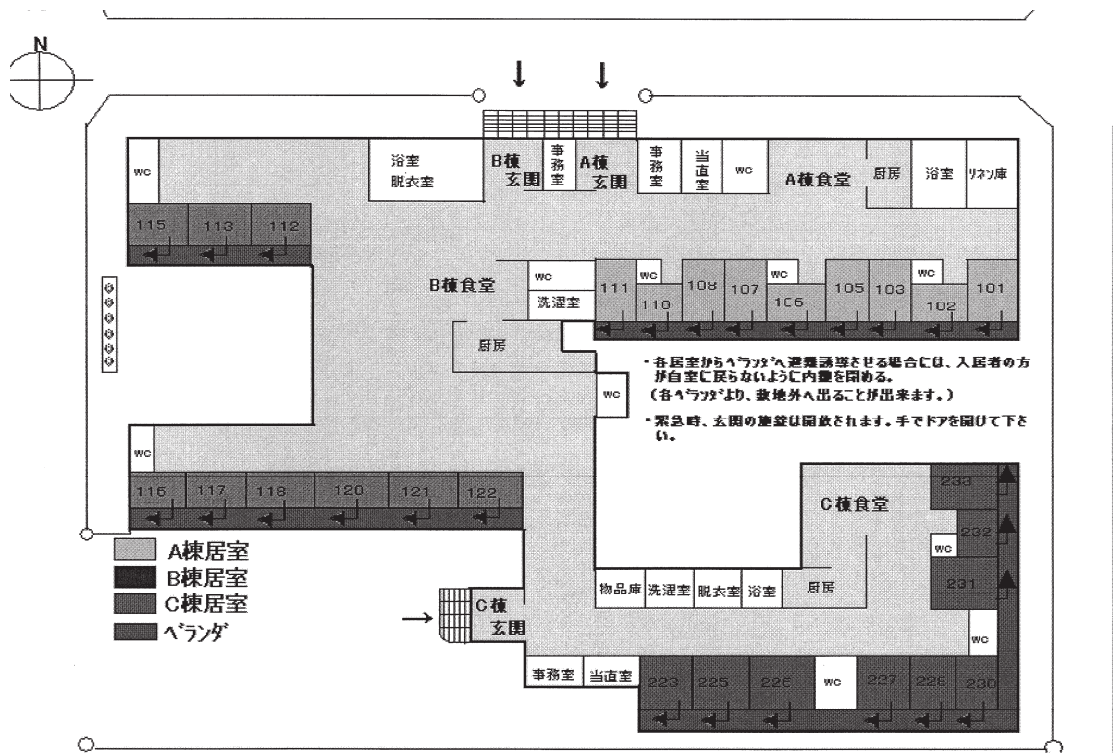 N
WC
浴室
脱衣室
B棟
玄関
事務室
A棟
玄関
事務室
当直室
WC
A棟食堂
厨房
浴室
リネン庫
115
113
112
B棟食堂
WC
洗濯室
111
WC
110
108
107
WC
106
105
103
WC
102
101
厨房
WC
・各居室からベランダへ避難誘導させる場合には、入居者の方
が自室に戻らないように内鍵を閉める。
(各ベランダより、敷地外へ出ることが出来ます。)
・緊急時、玄関の施錠は開放されます。手でドアを開けて下さ
い。
WC
116
117
118
120
121
122
C棟食堂
233
232
WC
231
A棟居室
B棟居室
C棟居室
ベランダ
C棟
玄関
物品庫
洗濯室
脱衣室
浴室
厨房
WC
事務室
当直室
223
225
226
WC
227
228
230